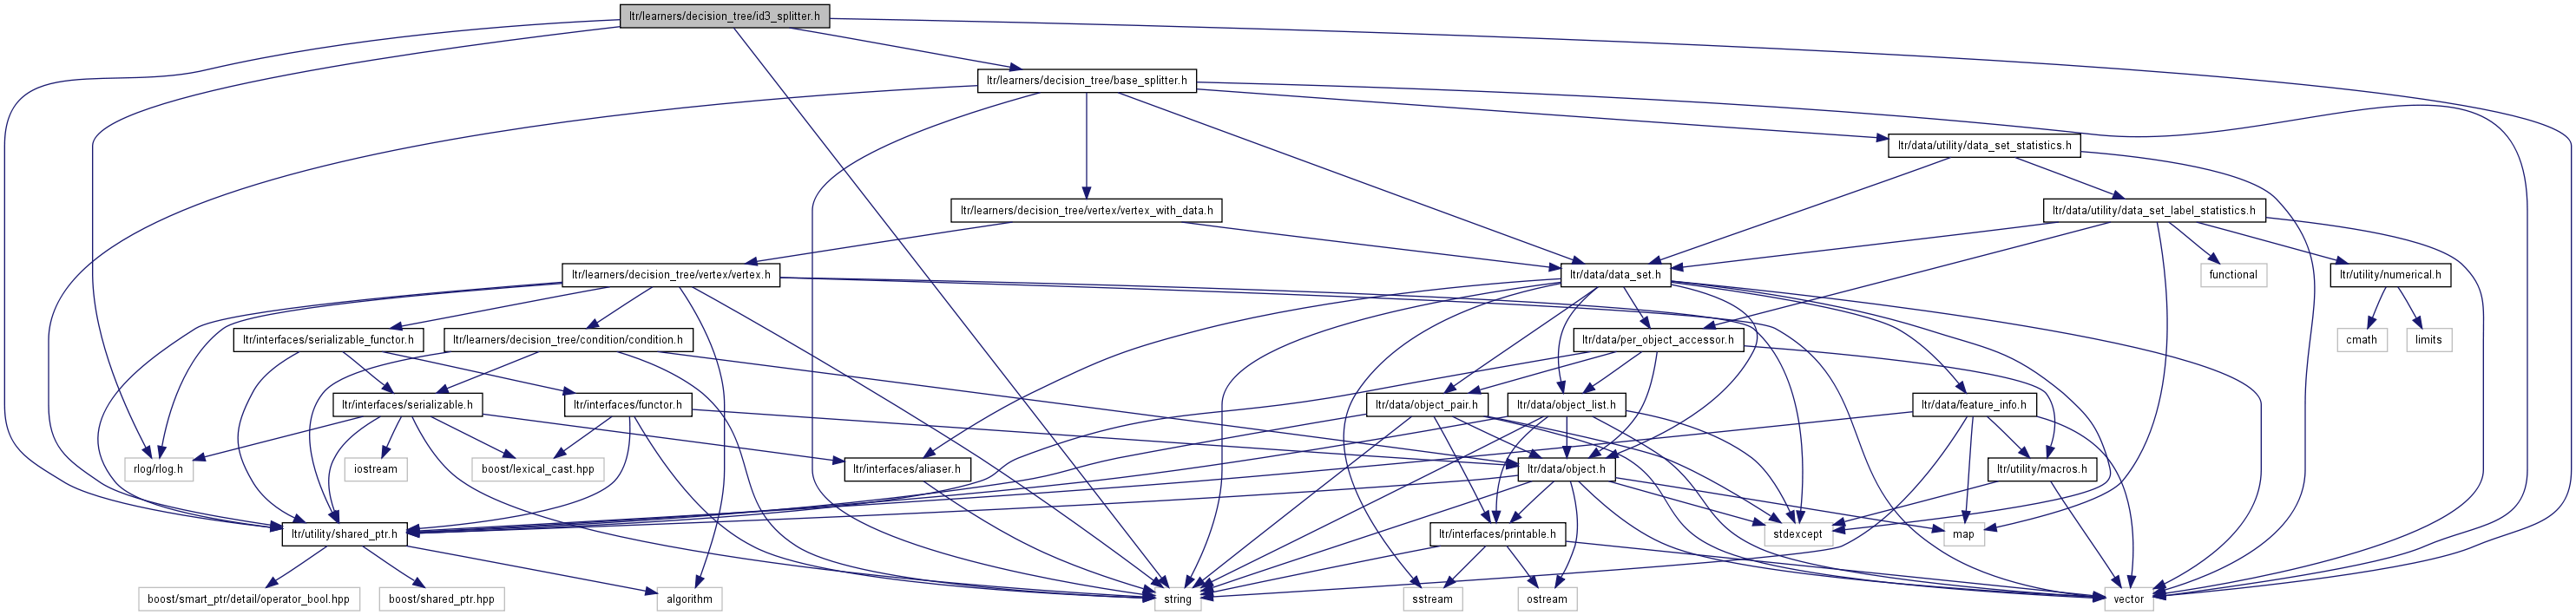 ltr/learners/decision_tree/id3_splitter.h
ltr/learners/decision_tree/base_splitter.h
ltr/data/utility/data_set_statistics.h
ltr/learners/decision_tree/vertex/vertex_with_data.h
ltr/data/utility/data_set_label_statistics.h
ltr/learners/decision_tree/vertex/vertex.h
ltr/data/data_set.h
functional
ltr/utility/numerical.h
ltr/interfaces/serializable_functor.h
ltr/learners/decision_tree/condition/condition.h
ltr/data/per_object_accessor.h
cmath
limits
ltr/interfaces/serializable.h
ltr/interfaces/functor.h
ltr/data/object_pair.h
ltr/data/object_list.h
ltr/data/feature_info.h
rlog/rlog.h
iostream
boost/lexical_cast.hpp
ltr/interfaces/aliaser.h
ltr/data/object.h
ltr/utility/macros.h
ltr/utility/shared_ptr.h
ltr/interfaces/printable.h
stdexcept
map
boost/smart_ptr/detail/operator_bool.hpp
boost/shared_ptr.hpp
algorithm
string
sstream
ostream
vector